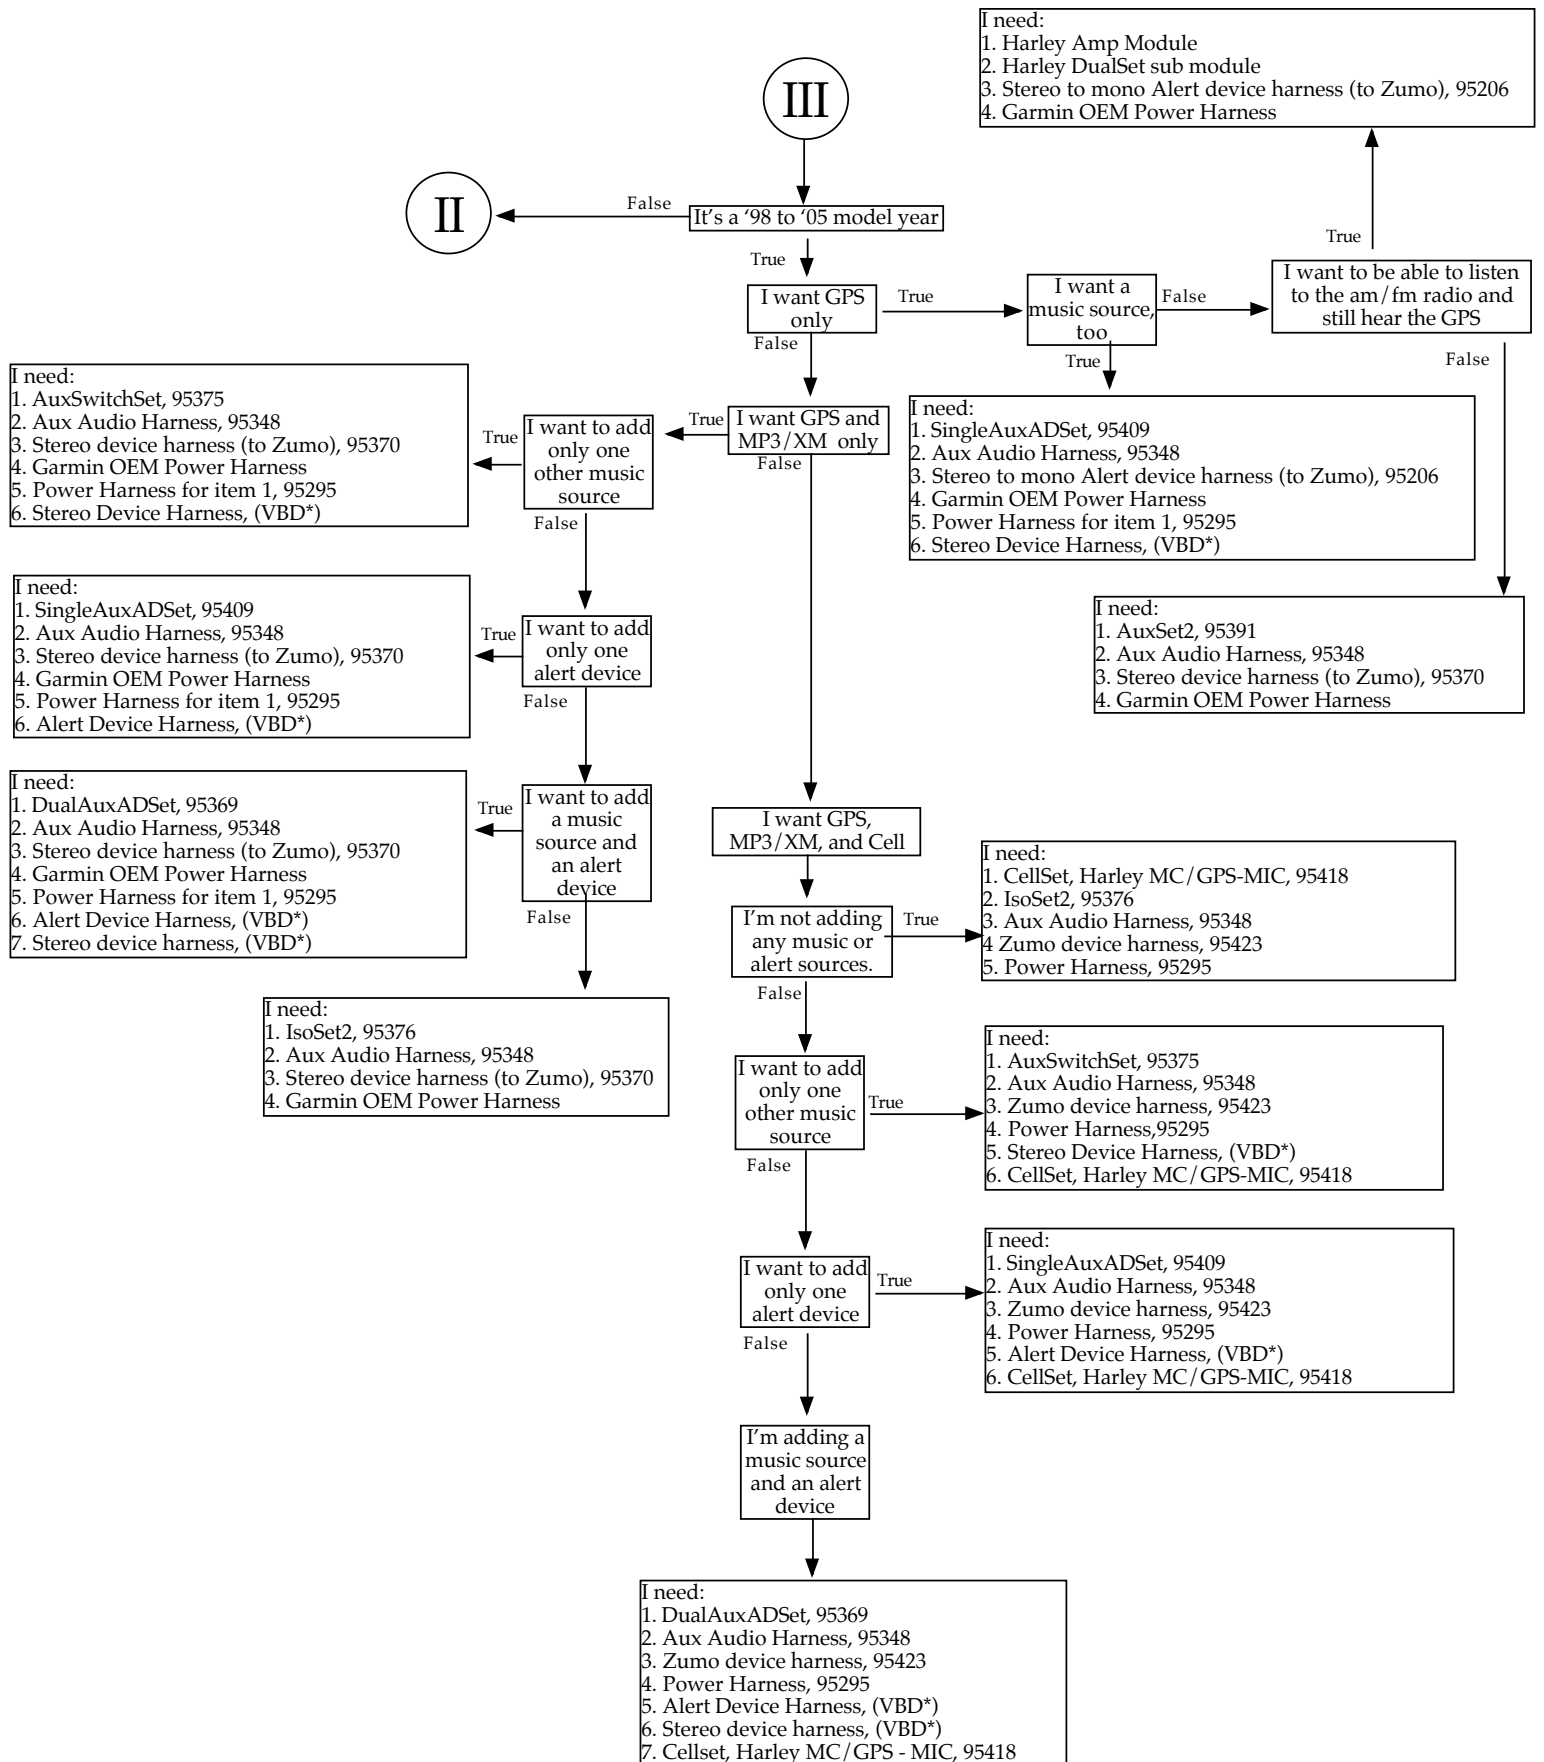 I need:
1. Harley Amp Module
2. Harley DualSet sub module
3. Stereo to mono Alert device harness (to Zumo), 95206
4. Garmin OEM Power Harness
III
II
False
It's a '98 to '05 model year
True
True
I want GPS
only
True
I want a
music source,
too
False
I want to be able to listen
to the am/fm radio and
still hear the GPS
False
True
False
I need:
1. AuxSwitchSet, 95375
2. Aux Audio Harness, 95348
3. Stereo device harness (to Zumo), 95370
4. Garmin OEM Power Harness
5. Power Harness for item 1, 95295
6. Stereo Device Harness, (VBD*)
True
I want to add
only one
other music
source
False
True
I want GPS and
MP3/XM only
False
I need:
1. SingleAuxADSet, 95409
2. Aux Audio Harness, 95348
3. Stereo to mono Alert device harness (to Zumo), 95206
4. Garmin OEM Power Harness
5. Power Harness for item 1, 95295
6. Stereo Device Harness, (VBD*)
I need:
1. SingleAuxADSet, 95409
2. Aux Audio Harness, 95348
3. Stereo device harness (to Zumo), 95370
4. Garmin OEM Power Harness
5. Power Harness for item 1, 95295
6. Alert Device Harness, (VBD*)
True
I want to add
only one
alert device
False
I need:
1. AuxSet2, 95391
2. Aux Audio Harness, 95348
3. Stereo device harness (to Zumo), 95370
4. Garmin OEM Power Harness
I need:
1. DualAuxADSet, 95369
2. Aux Audio Harness, 95348
3. Stereo device harness (to Zumo), 95370
4. Garmin OEM Power Harness
5. Power Harness for item 1, 95295
6. Alert Device Harness, (VBD*)
7. Stereo device harness, (VBD*)
True
I want to add
a music
source and
an alert
device
False
I want GPS,
MP3/XM, and Cell
I'm not adding
any music or
alert sources.
True
False
I need:
1. CellSet, Harley MC/GPS-MIC, 95418
2. IsoSet2, 95376
3. Aux Audio Harness, 95348
4 Zumo device harness, 95423
5. Power Harness, 95295
I need:
1. IsoSet2, 95376
2. Aux Audio Harness, 95348
3. Stereo device harness (to Zumo), 95370
4. Garmin OEM Power Harness
I want to add
only one
other music
source
True
False
I need:
1. AuxSwitchSet, 95375
2. Aux Audio Harness, 95348
3. Zumo device harness, 95423
4. Power Harness,95295
5. Stereo Device Harness, (VBD*)
6. CellSet, Harley MC/GPS-MIC, 95418
I want to add
only one
alert device
True
False
I need:
1. SingleAuxADSet, 95409
2. Aux Audio Harness, 95348
3. Zumo device harness, 95423
4. Power Harness, 95295
5. Alert Device Harness, (VBD*)
6. CellSet, Harley MC/GPS-MIC, 95418
I'm adding a
music source
and an alert
device
I need:
1. DualAuxADSet, 95369
2. Aux Audio Harness, 95348
3. Zumo device harness, 95423
4. Power Harness, 95295
5. Alert Device Harness, (VBD*)
6. Stereo device harness, (VBD*)
7. Cellset, Harley MC/GPS - MIC, 95418